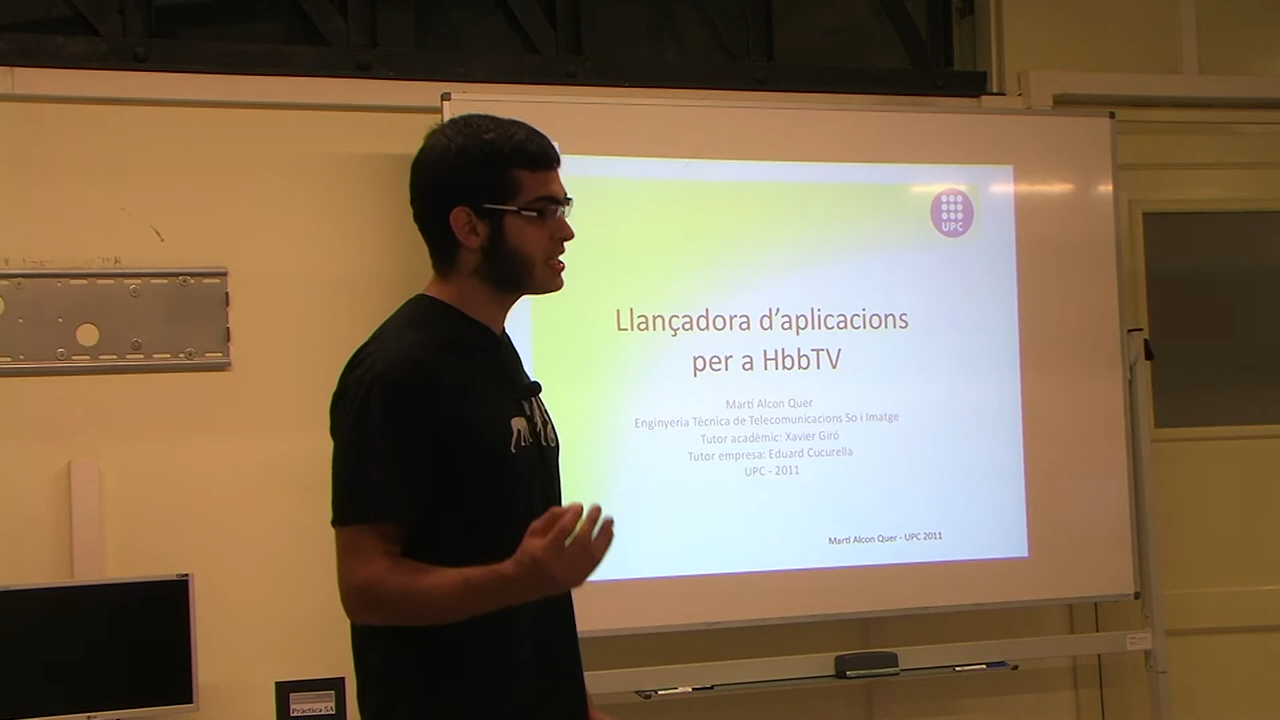 UPC
Llançadora d'aplicacions
per a HbbTV
Martí Alcon Quer
Enginyeria Tècnica de Telecomunicacions So i Imatge
Tutor acadèmic: Xavier Giró
Tutor empresa: Eduard Cucurella
UPC - 2011
Martí Alcon Quer - UPC 2011
Pràctica 5A